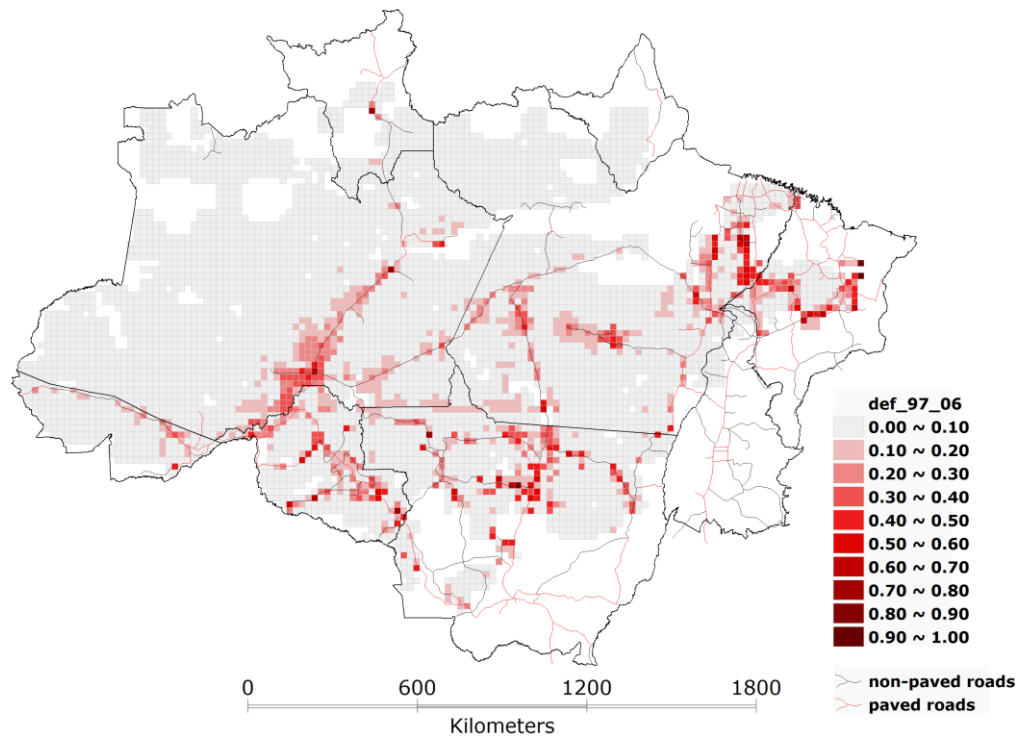 def_97_06
0.00 ~ 0.10
0.10 ~ 0.20
0.20 ~ 0.30
0.30 ~ 0.40
0.40 ~ 0.50
0.50 ~ 0.60
0.60 ~ 0.70
0.70 ~ 0.80
0.80 ~ 0.90
0.90 ~ 1.00
non-paved roads
paved roads
0 600 1200 1800
Kilometers